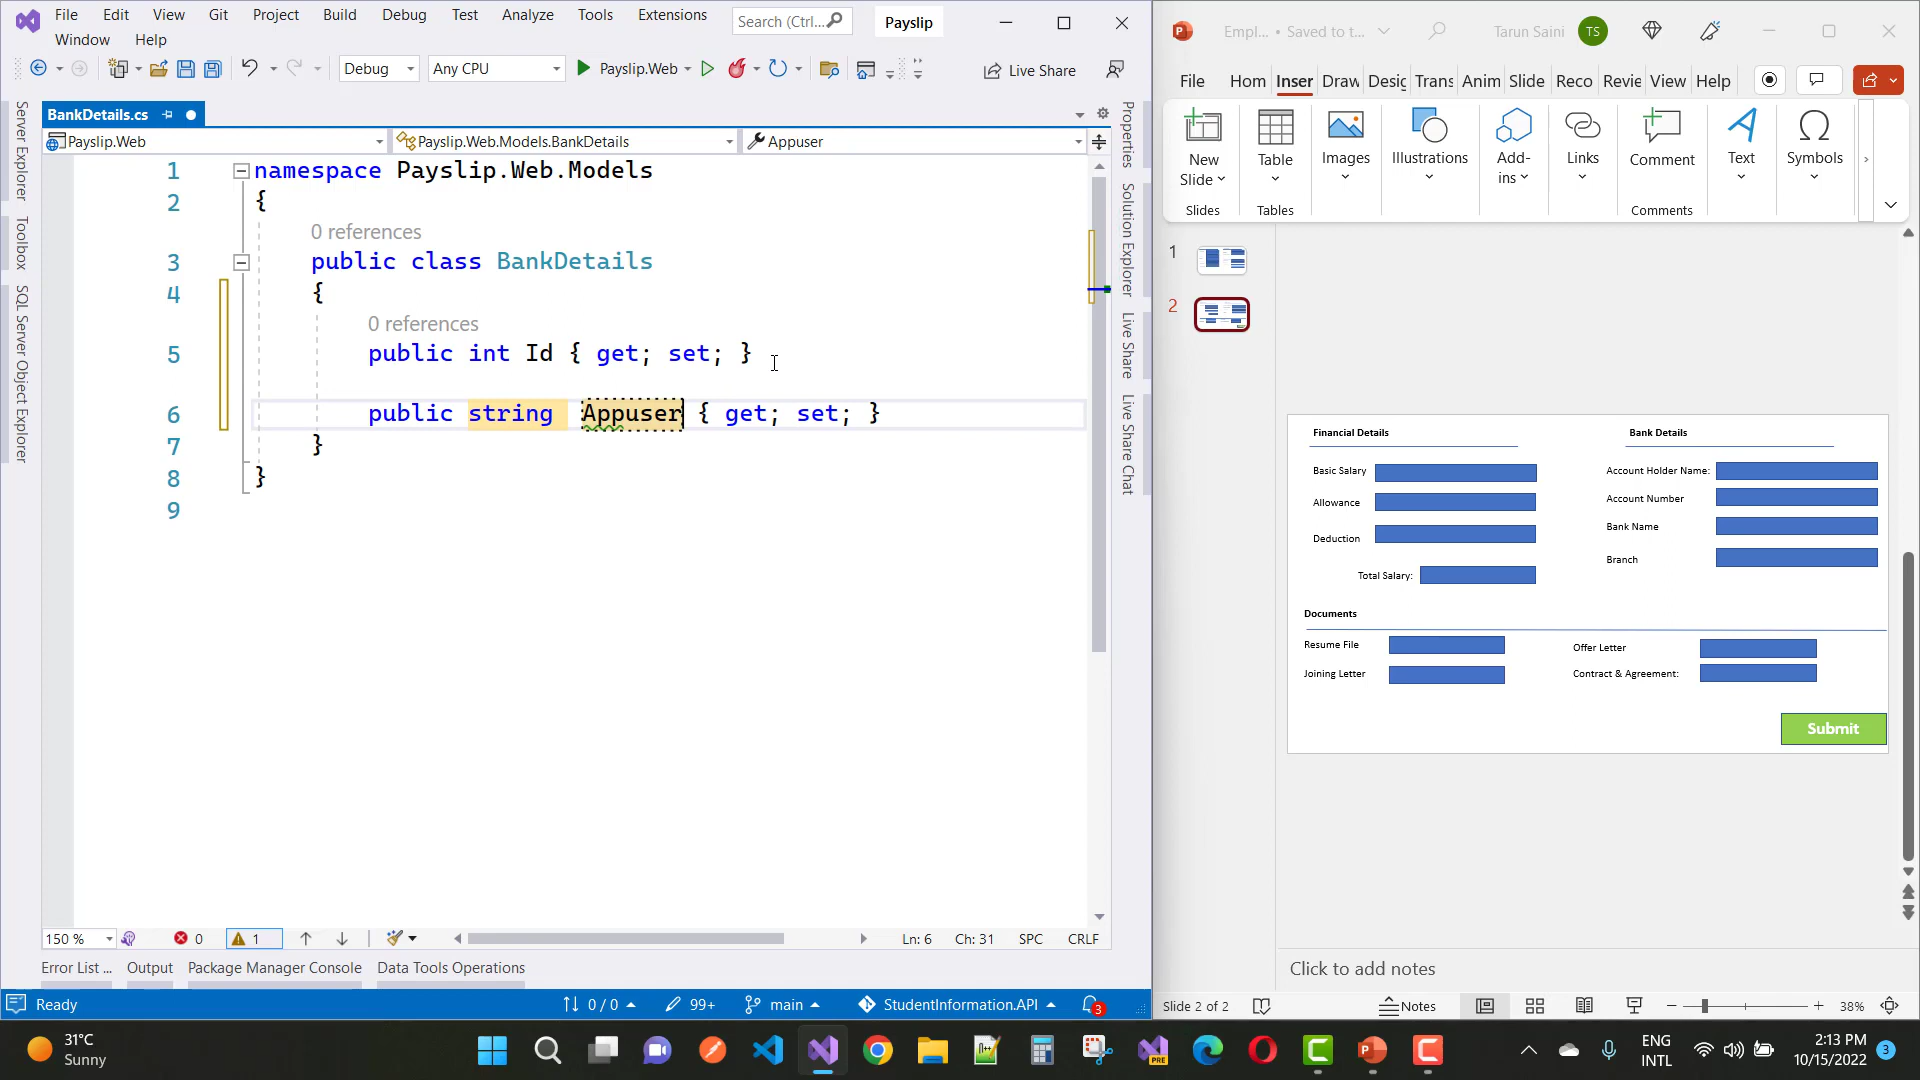 File Edit View Git Project Build Debug Test Analyze Tools Extensions
Window Help
Search (Ctrl...
Payslip
Debug Any CPU Payslip.Web Live Share
BankDetails.cs
Payslip.Web Payslip.Web.Models.BankDetails Appuser
Server Explorer
Toolbox
SQL Server Object Explorer
1 namespace Payslip.Web.Models
2 {
0 references
3 public class BankDetails
4 {
0 references
5 public int Id { get; set; }
6 public string Appuser { get; set; }
7 }
8 }
9
Properties
Solution Explorer
Live Share
Live Share Chat
150 % 0 1 Ln: 6 Ch: 31 SPC CRLF
Error List ... Output Package Manager Console Data Tools Operations
Ready 0 / 0 99+ main StudentInformation.API 3
Empl... • Saved to t... Tarun Saini TS
File Hom Inser Draw Desig Trans Anim Slide Reco Revie View Help
New Slide
Table
Images
Illustrations
Add-ins
Links
Comment
Text
Symbols
Slides Tables Comments
1
2
Financial Details Bank Details
Basic Salary Account Holder Name:
Allowance Account Number
Deduction Bank Name
Total Salary: Branch
Documents
Resume File Offer Letter
Joining Letter Contract & Agreement:
Submit
Click to add notes
Slide 2 of 2 Notes 38%
31°C
Sunny
PRE
ENG
INTL
2:13 PM
10/15/2022
3